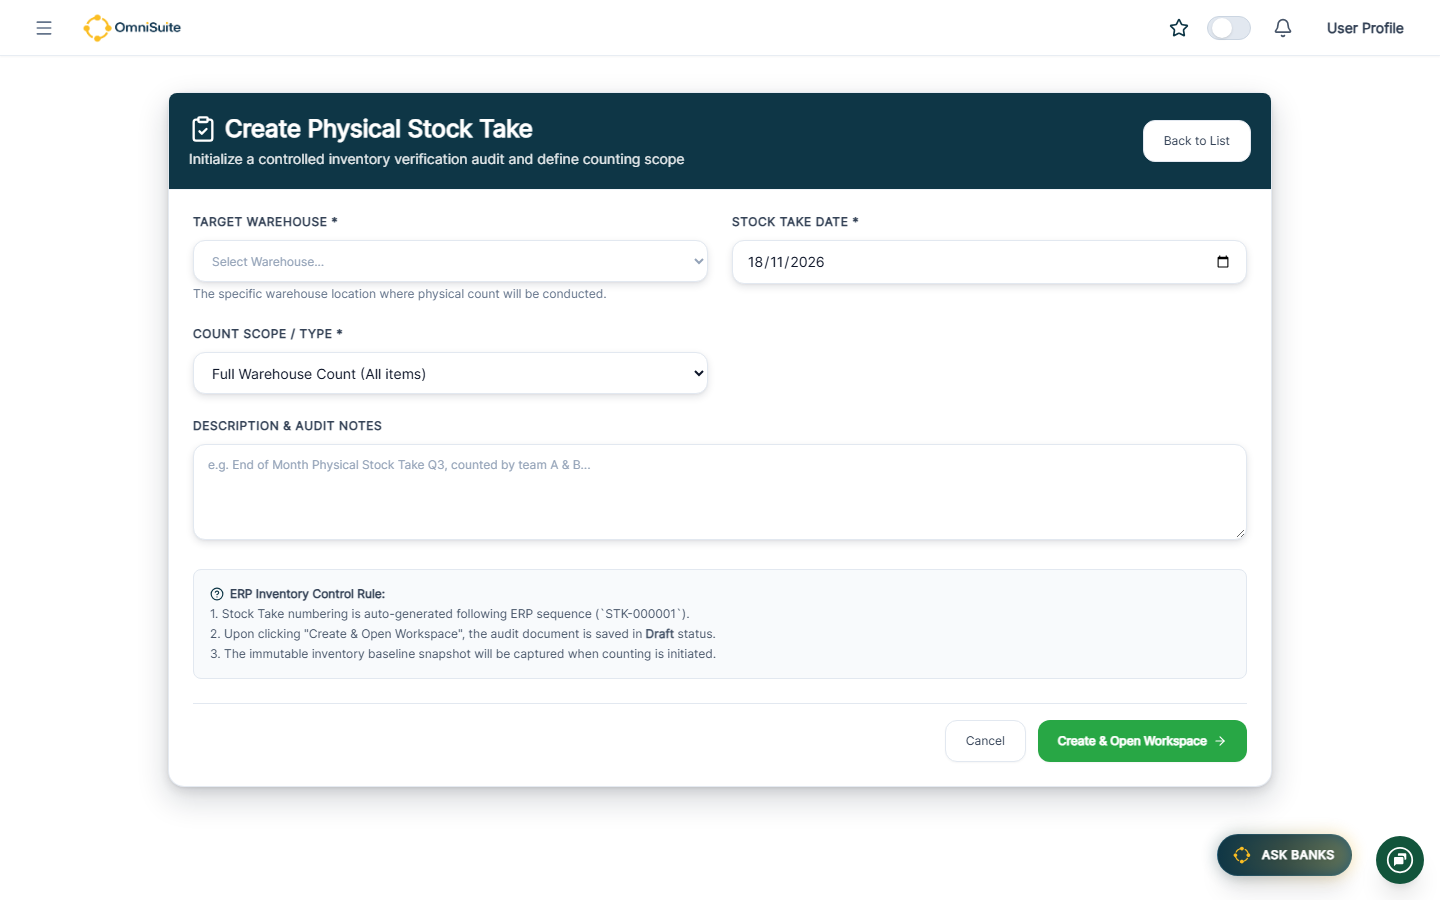 OmniSuite
User Profile
Create Physical Stock Take
Initialize a controlled inventory verification audit and define counting scope
Back to List
TARGET WAREHOUSE *
Select Warehouse...
The specific warehouse location where physical count will be conducted.
STOCK TAKE DATE *
18/11/2026
COUNT SCOPE / TYPE *
Full Warehouse Count (All items)
DESCRIPTION & AUDIT NOTES
e.g. End of Month Physical Stock Take Q3, counted by team A & B...
ERP Inventory Control Rule:
1. Stock Take numbering is auto-generated following ERP sequence (`STK-000001`).
2. Upon clicking "Create & Open Workspace", the audit document is saved in Draft status.
3. The immutable inventory baseline snapshot will be captured when counting is initiated.
Cancel
Create & Open Workspace →
ASK BANKS